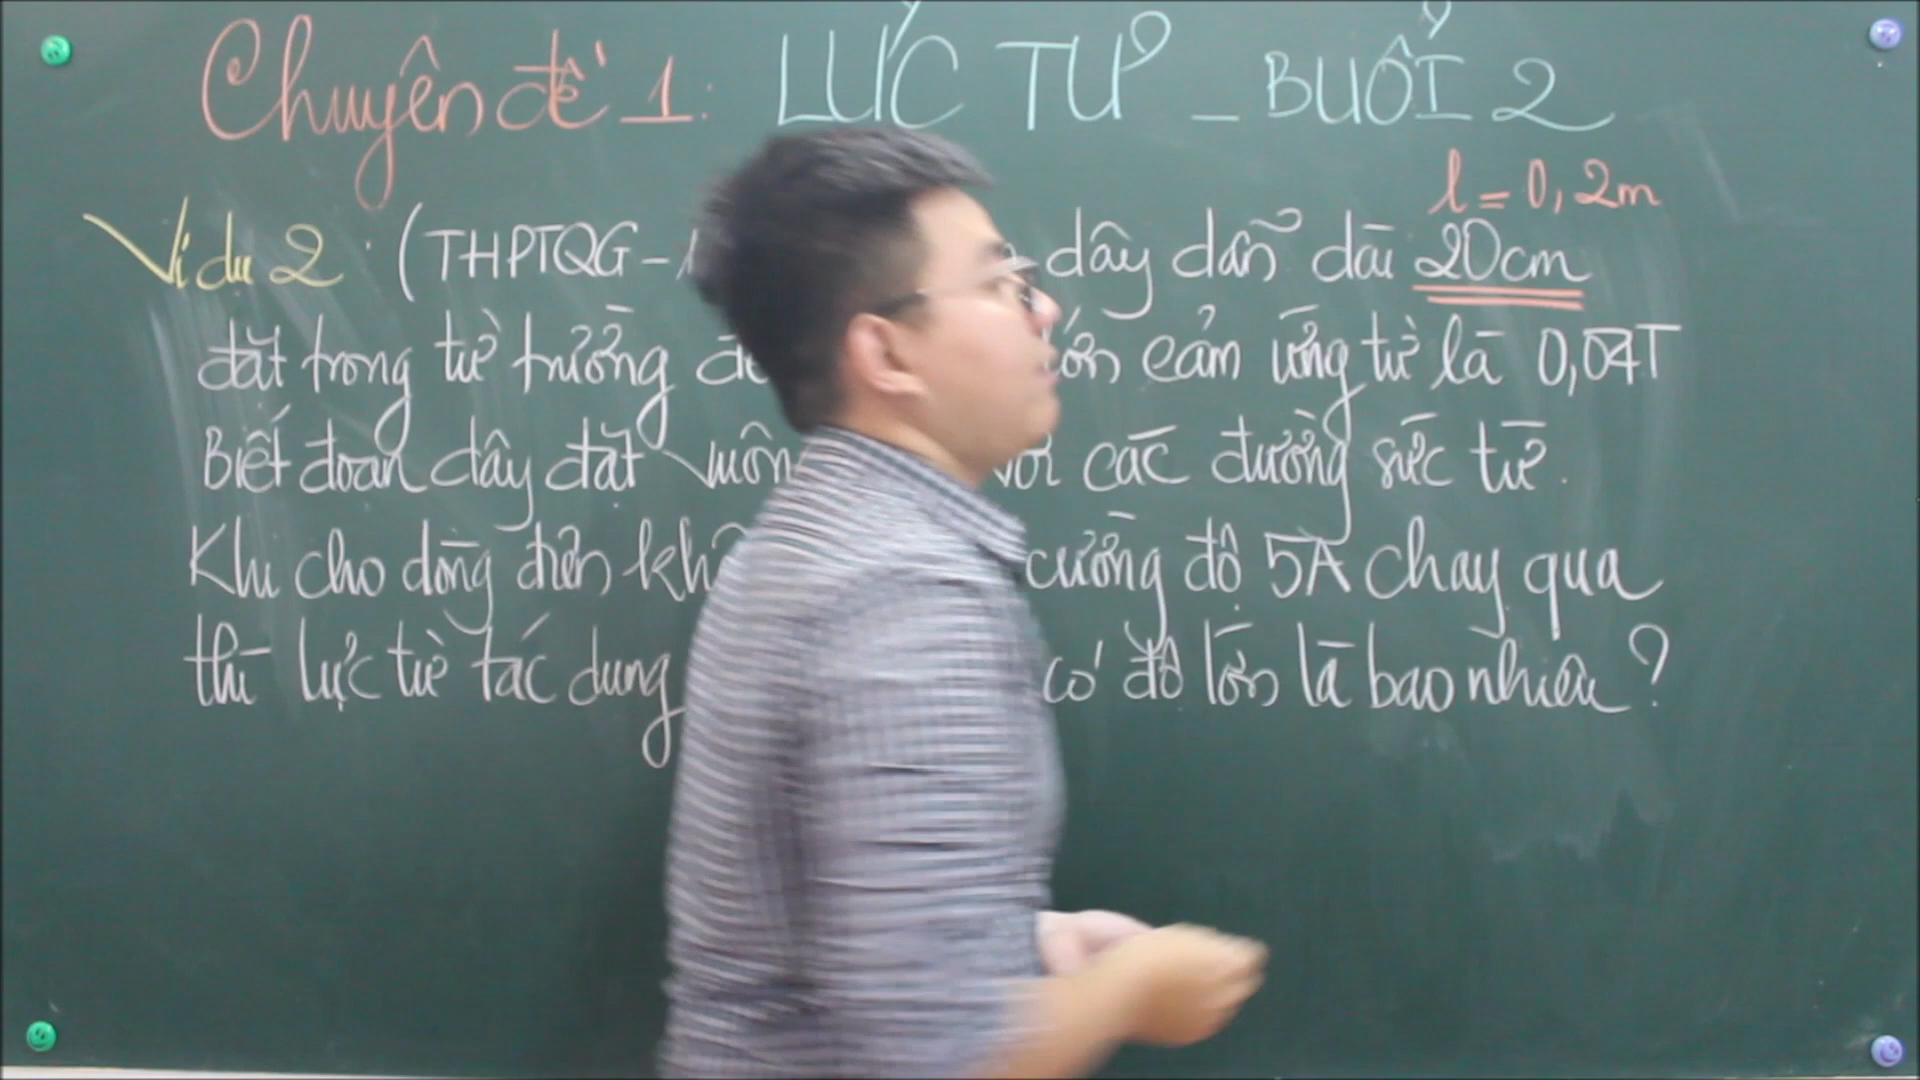 Chuyên đề 1: LỰC TỪ - BUỔI 2
l = 0,2m
Ví dụ 2: (THPTQG - dây dẫn dài 20cm
đặt trong từ trường cảm ứng từ là 0,04T
Biết đoạn dây đặt với các đường sức từ.
Khi cho dòng điện cường độ 5A chạy qua
thì lực từ tác dụng có độ lớn là bao nhiêu?